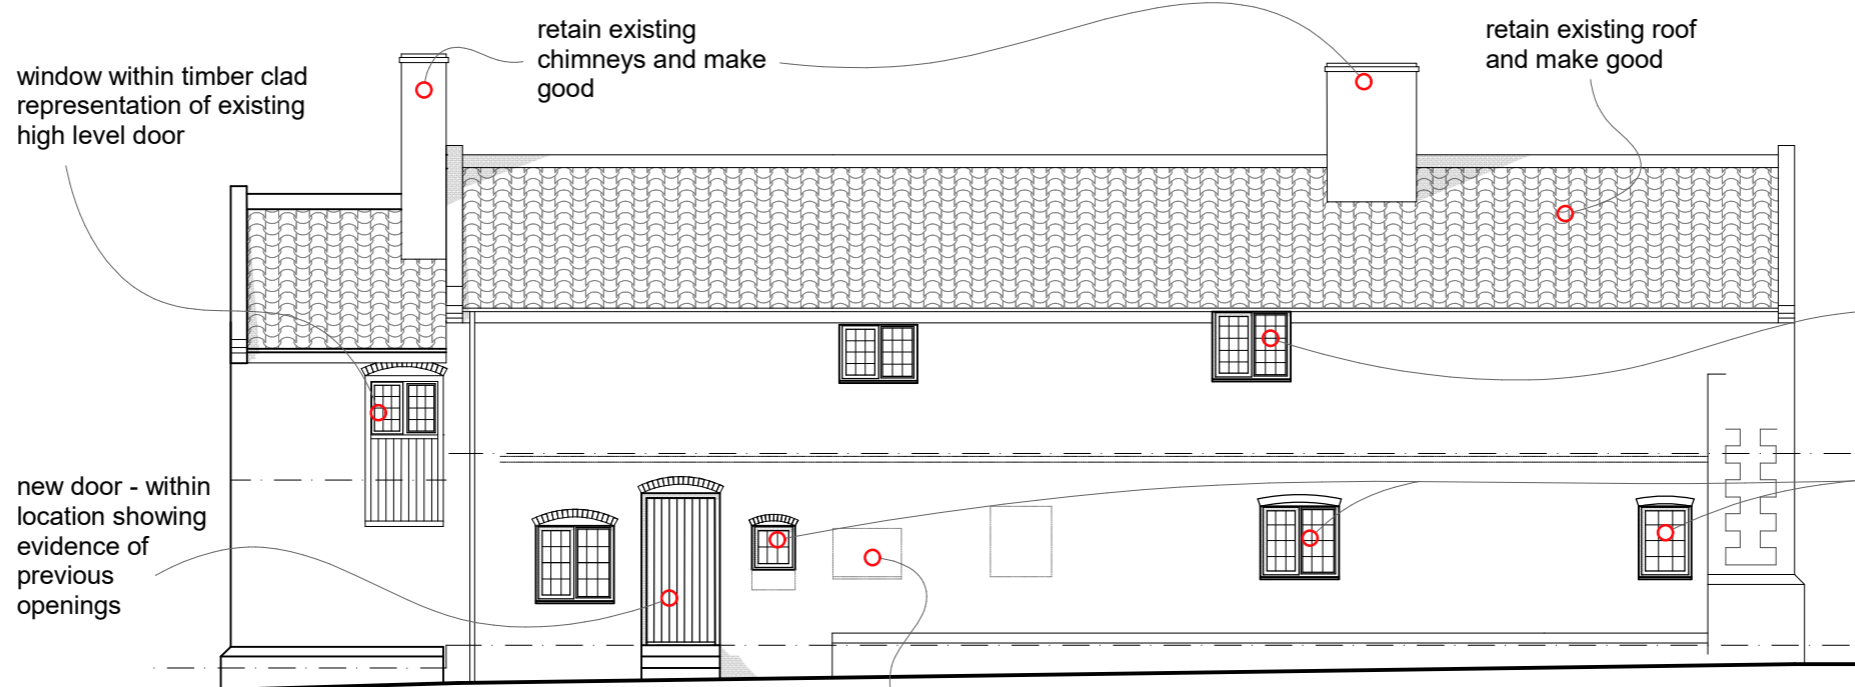 retain existing
chimneys and make
good
retain existing roof
and make good
window within timber clad
representation of existing
high level door
new door - within
location showing
evidence of
previous
openings